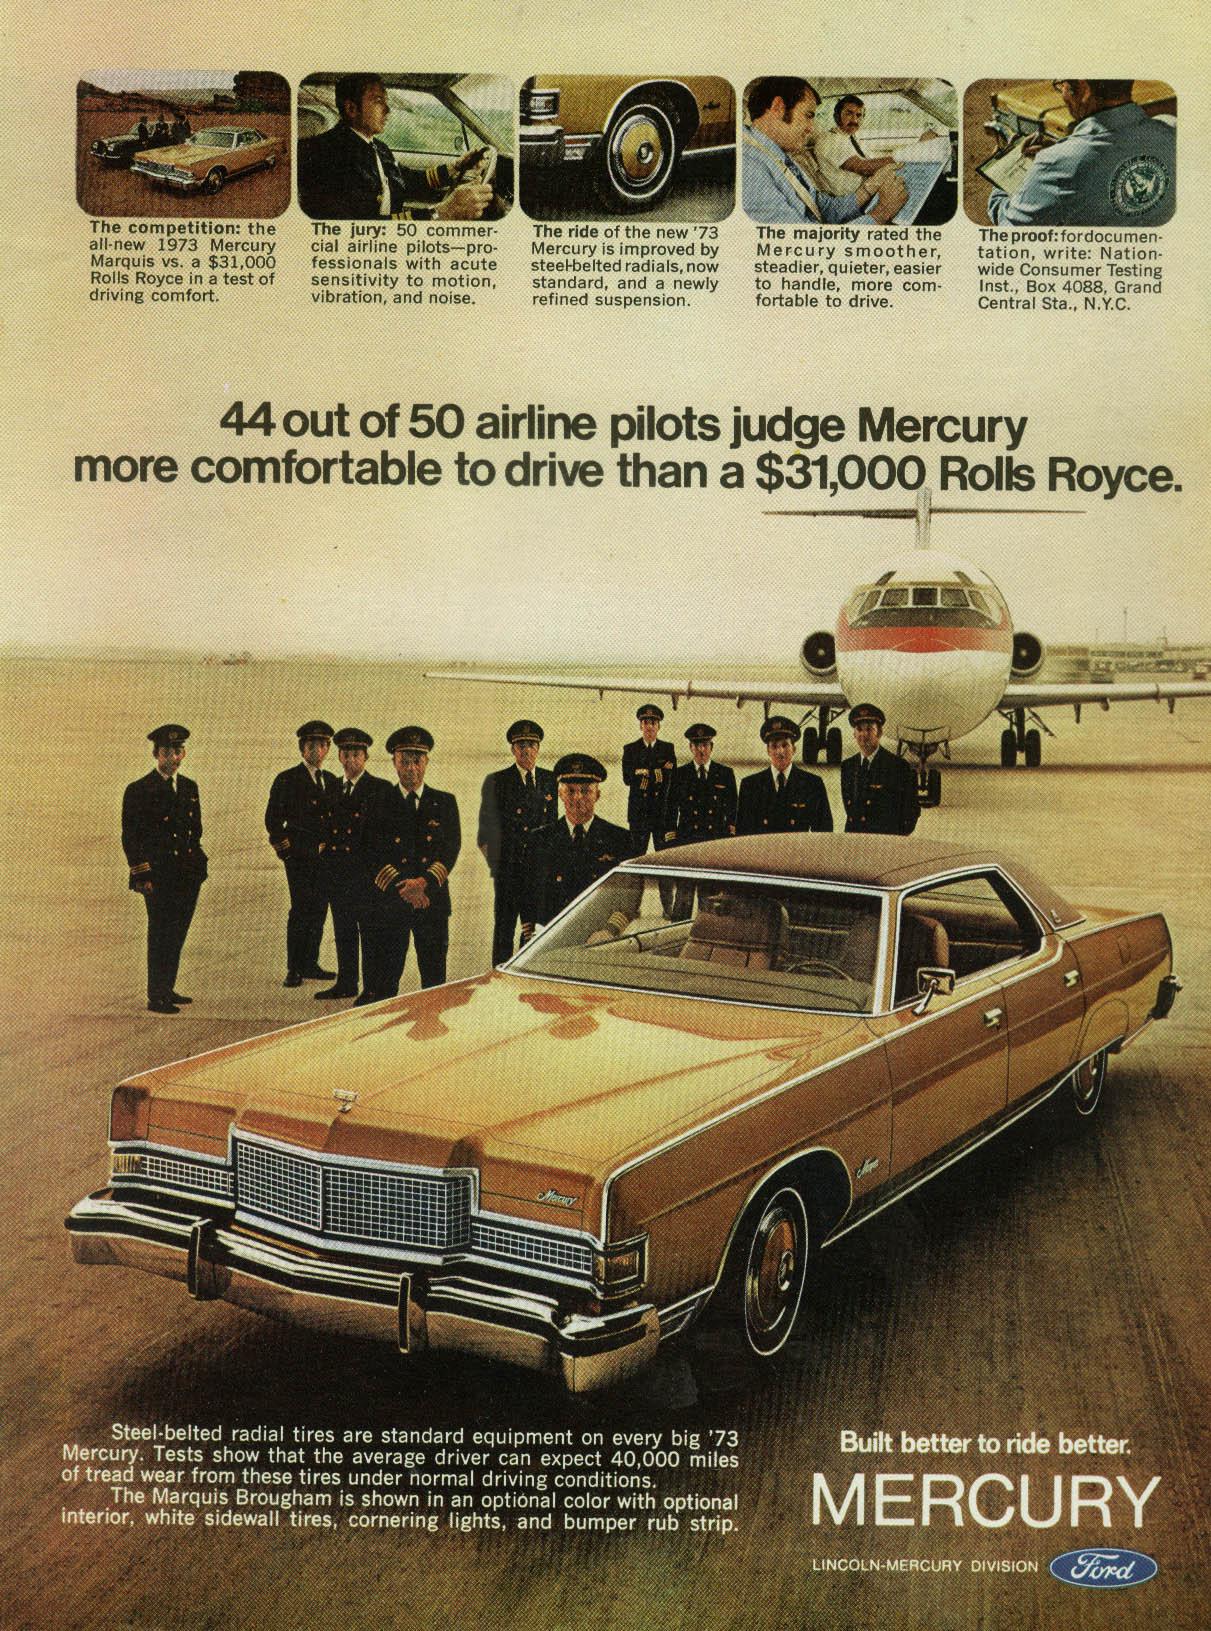 The competition: the
all-new 1973 Mercury
Marquis vs. a $31,000
Rolls Royce in a test of
driving comfort.
The jury: 50 commer-
cial airline pilots—pro-
fessionals with acute
sensitivity to motion,
vibration, and noise.
The ride of the new '73
Mercury is improved by
steel-belted radials, now
standard, and a newly
refined suspension.
The majority rated the
Mercury smoother,
steadier, quieter, easier
to handle, more com-
fortable to drive.
The proof: for documen-
tation, write: Nation-
wide Consumer Testing
Inst., Box 4088, Grand
Central Sta., N.Y.C.
44 out of 50 airline pilots judge Mercury
more comfortable to drive than a $31,000 Rolls Royce.
Mercury
Marquis
Steel-belted radial tires are standard equipment on every big '73
Mercury. Tests show that the average driver can expect 40,000 miles
of tread wear from these tires under normal driving conditions.
The Marquis Brougham is shown in an optional color with optional
interior, white sidewall tires, cornering lights, and bumper rub strip.
Built better to ride better.
MERCURY
LINCOLN-MERCURY DIVISION
Ford